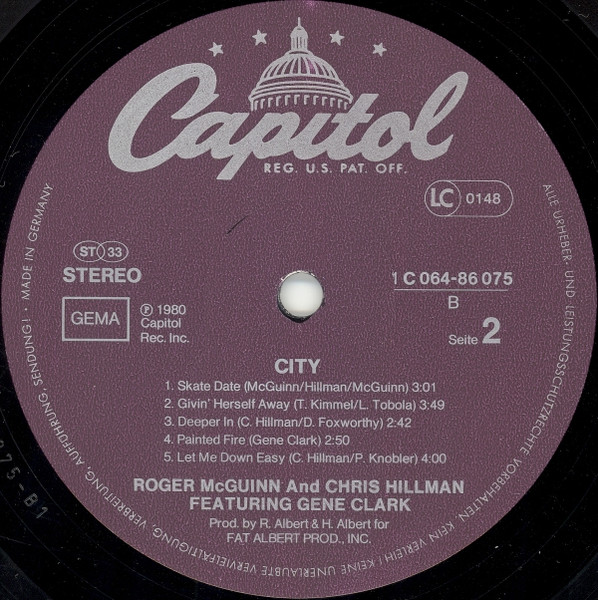 Capitol
REG. U.S. PAT. OFF.
LC 0148
ST 33
STEREO
GEMA
℗ 1980
Capitol
Rec. Inc.
1 C 064-86 075
B
Seite 2
CITY
1. Skate Date (McGuinn/Hillman/McGuinn) 3:01
2. Givin' Herself Away (T. Kimmel/L. Tobola) 3:49
3. Deeper In (C. Hillman/D. Foxworthy) 2:42
4. Painted Fire (Gene Clark) 2:50
5. Let Me Down Easy (C. Hillman/P. Knobler) 4:00
ROGER McGUINN And CHRIS HILLMAN
FEATURING GENE CLARK
Prod. by R. Albert & H. Albert for
FAT ALBERT PROD., INC.
ALLE URHEBER- UND LEISTUNGSSCHUTZRECHTE VORBEHALTEN. KEIN VERLEIH! KEINE UNERLAUBTE VERVIELFÄLTIGUNG, VERBREITUNG, AUFFÜHRUNG, SENDUNG! · MADE IN GERMANY